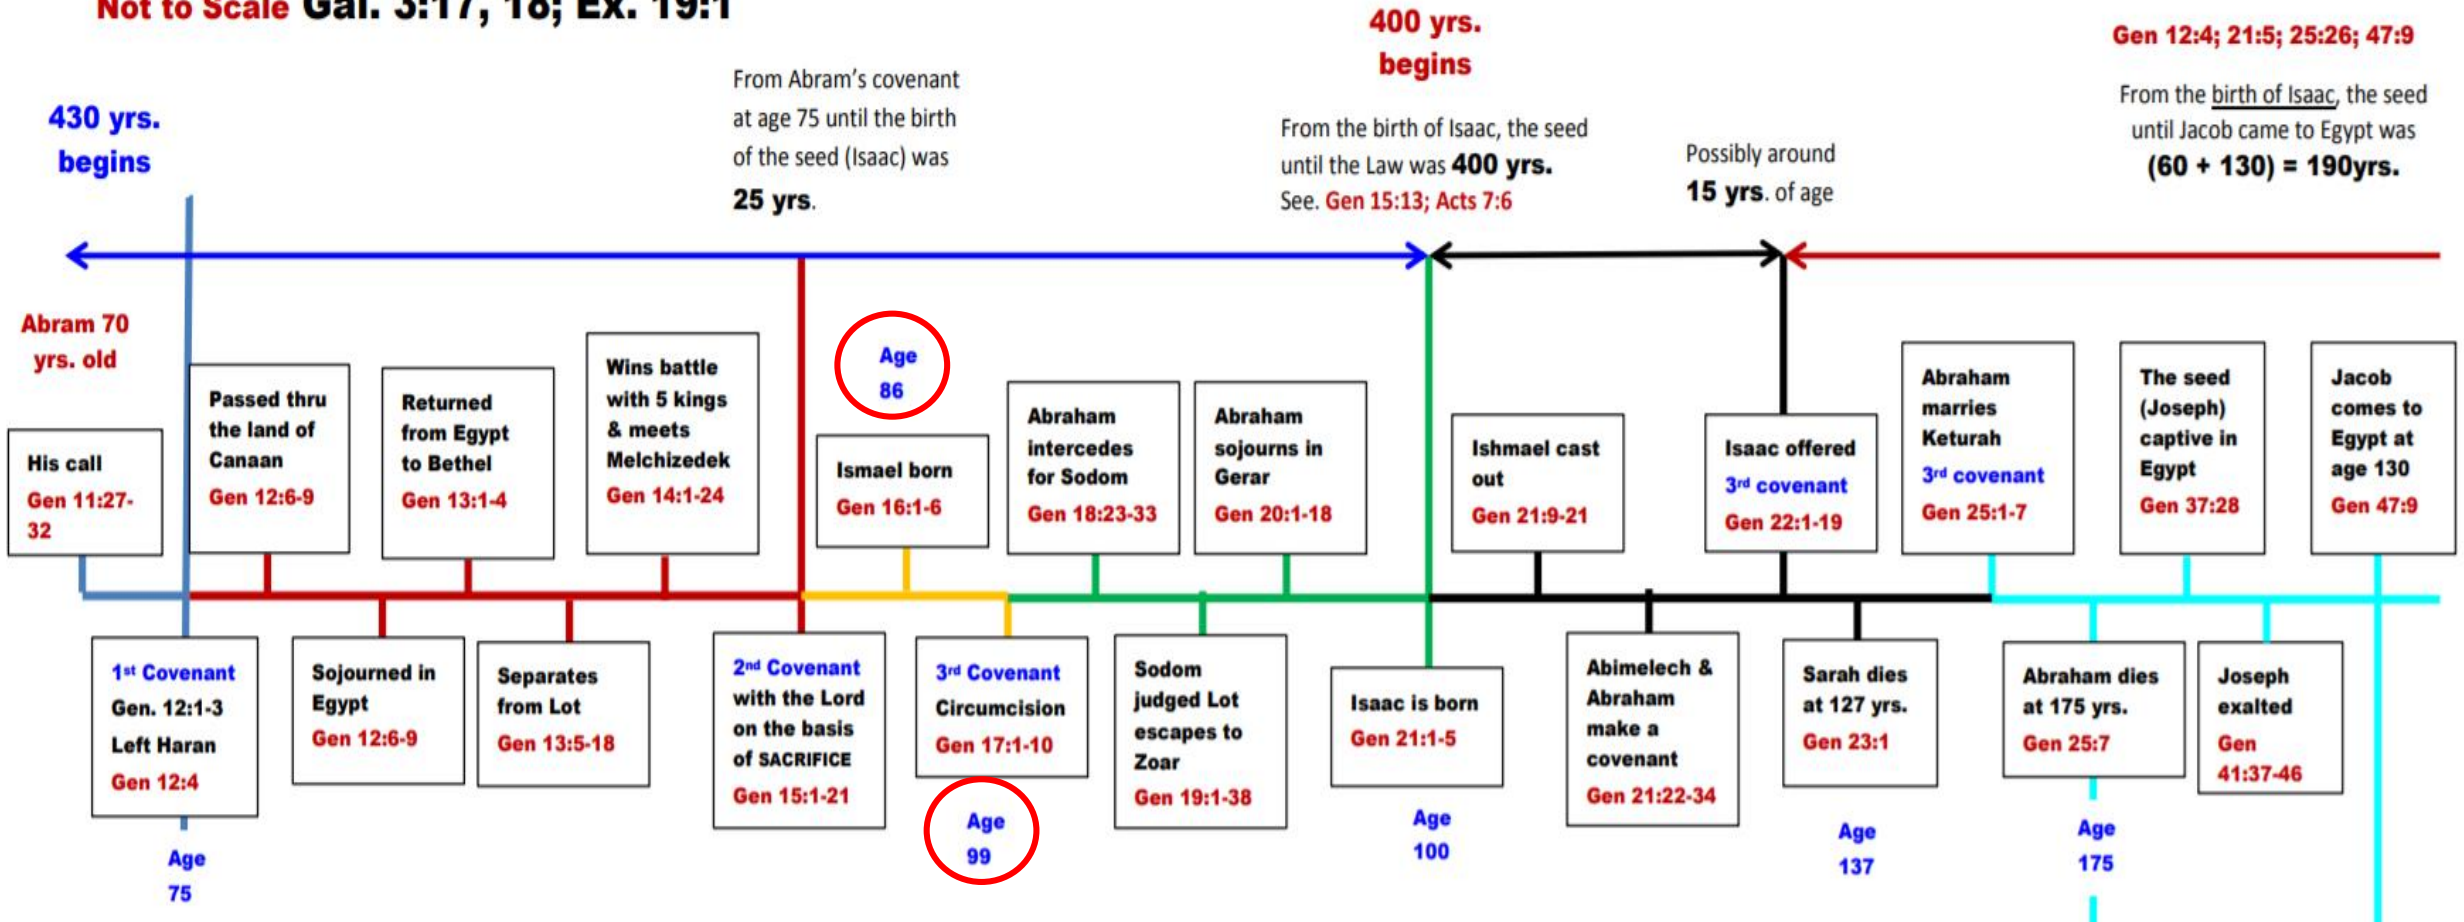 Not to Scale Gal. 3:17, 18; Ex. 19:1
430 yrs.
begins
From Abram's covenant
at age 75 until the birth
of the seed (Isaac) was
25 yrs.
400 yrs.
begins
From the birth of Isaac, the seed
until the Law was 400 yrs.
See. Gen 15:13; Acts 7:6
Possibly around
15 yrs. of age
Gen 12:4; 21:5; 25:26; 47:9
From the birth of Isaac, the seed
until Jacob came to Egypt was
(60 + 130) = 190yrs.
Abram 70
yrs. old
His call
Gen 11:27-
32
Passed thru
the land of
Canaan
Gen 12:6-9
Returned
from Egypt
to Bethel
Gen 13:1-4
Wins battle
with 5 kings
& meets
Melchizedek
Gen 14:1-24
Age
86
Ismael born
Gen 16:1-6
Abraham
intercedes
for Sodom
Gen 18:23-33
Abraham
sojourns in
Gerar
Gen 20:1-18
Ishmael cast
out
Gen 21:9-21
Isaac offered
3rd covenant
Gen 22:1-19
Abraham
marries
Keturah
3rd covenant
Gen 25:1-7
The seed
(Joseph)
captive in
Egypt
Gen 37:28
Jacob
comes to
Egypt at
age 130
Gen 47:9
1st Covenant
Gen. 12:1-3
Left Haran
Gen 12:4
Age
75
Sojourned in
Egypt
Gen 12:6-9
Separates
from Lot
Gen 13:5-18
2nd Covenant
with the Lord
on the basis
of SACRIFICE
Gen 15:1-21
3rd Covenant
Circumcision
Gen 17:1-10
Age
99
Sodom
judged Lot
escapes to
Zoar
Gen 19:1-38
Isaac is born
Gen 21:1-5
Age
100
Abimelech &
Abraham
make a
covenant
Gen 21:22-34
Sarah dies
at 127 yrs.
Gen 23:1
Age
137
Abraham dies
at 175 yrs.
Gen 25:7
Age
175
Joseph
exalted
Gen
41:37-46